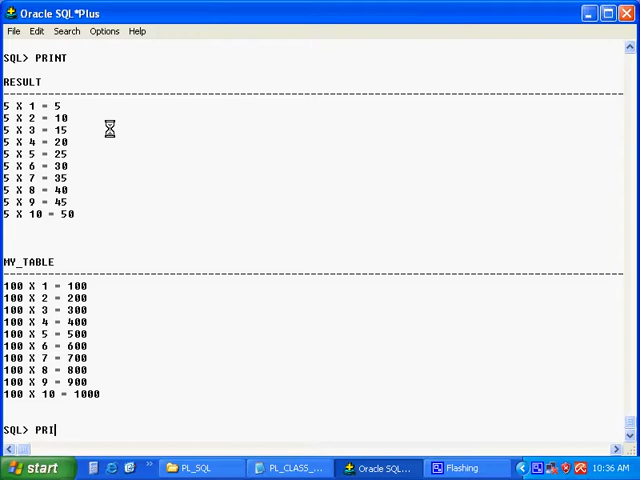 Oracle SQL*Plus
File Edit Search Options Help
SQL> PRINT
RESULT
--------------------------------------------------------------------------------
5 X 1 = 5
5 X 2 = 10
5 X 3 = 15
5 X 4 = 20
5 X 5 = 25
5 X 6 = 30
5 X 7 = 35
5 X 8 = 40
5 X 9 = 45
5 X 10 = 50
MY_TABLE
--------------------------------------------------------------------------------
100 X 1 = 100
100 X 2 = 200
100 X 3 = 300
100 X 4 = 400
100 X 5 = 500
100 X 6 = 600
100 X 7 = 700
100 X 8 = 800
100 X 9 = 900
100 X 10 = 1000
SQL> PRI
start PL_SQL PL_CLASS_... Oracle SQL*Plus... Flashing 10:36 AM